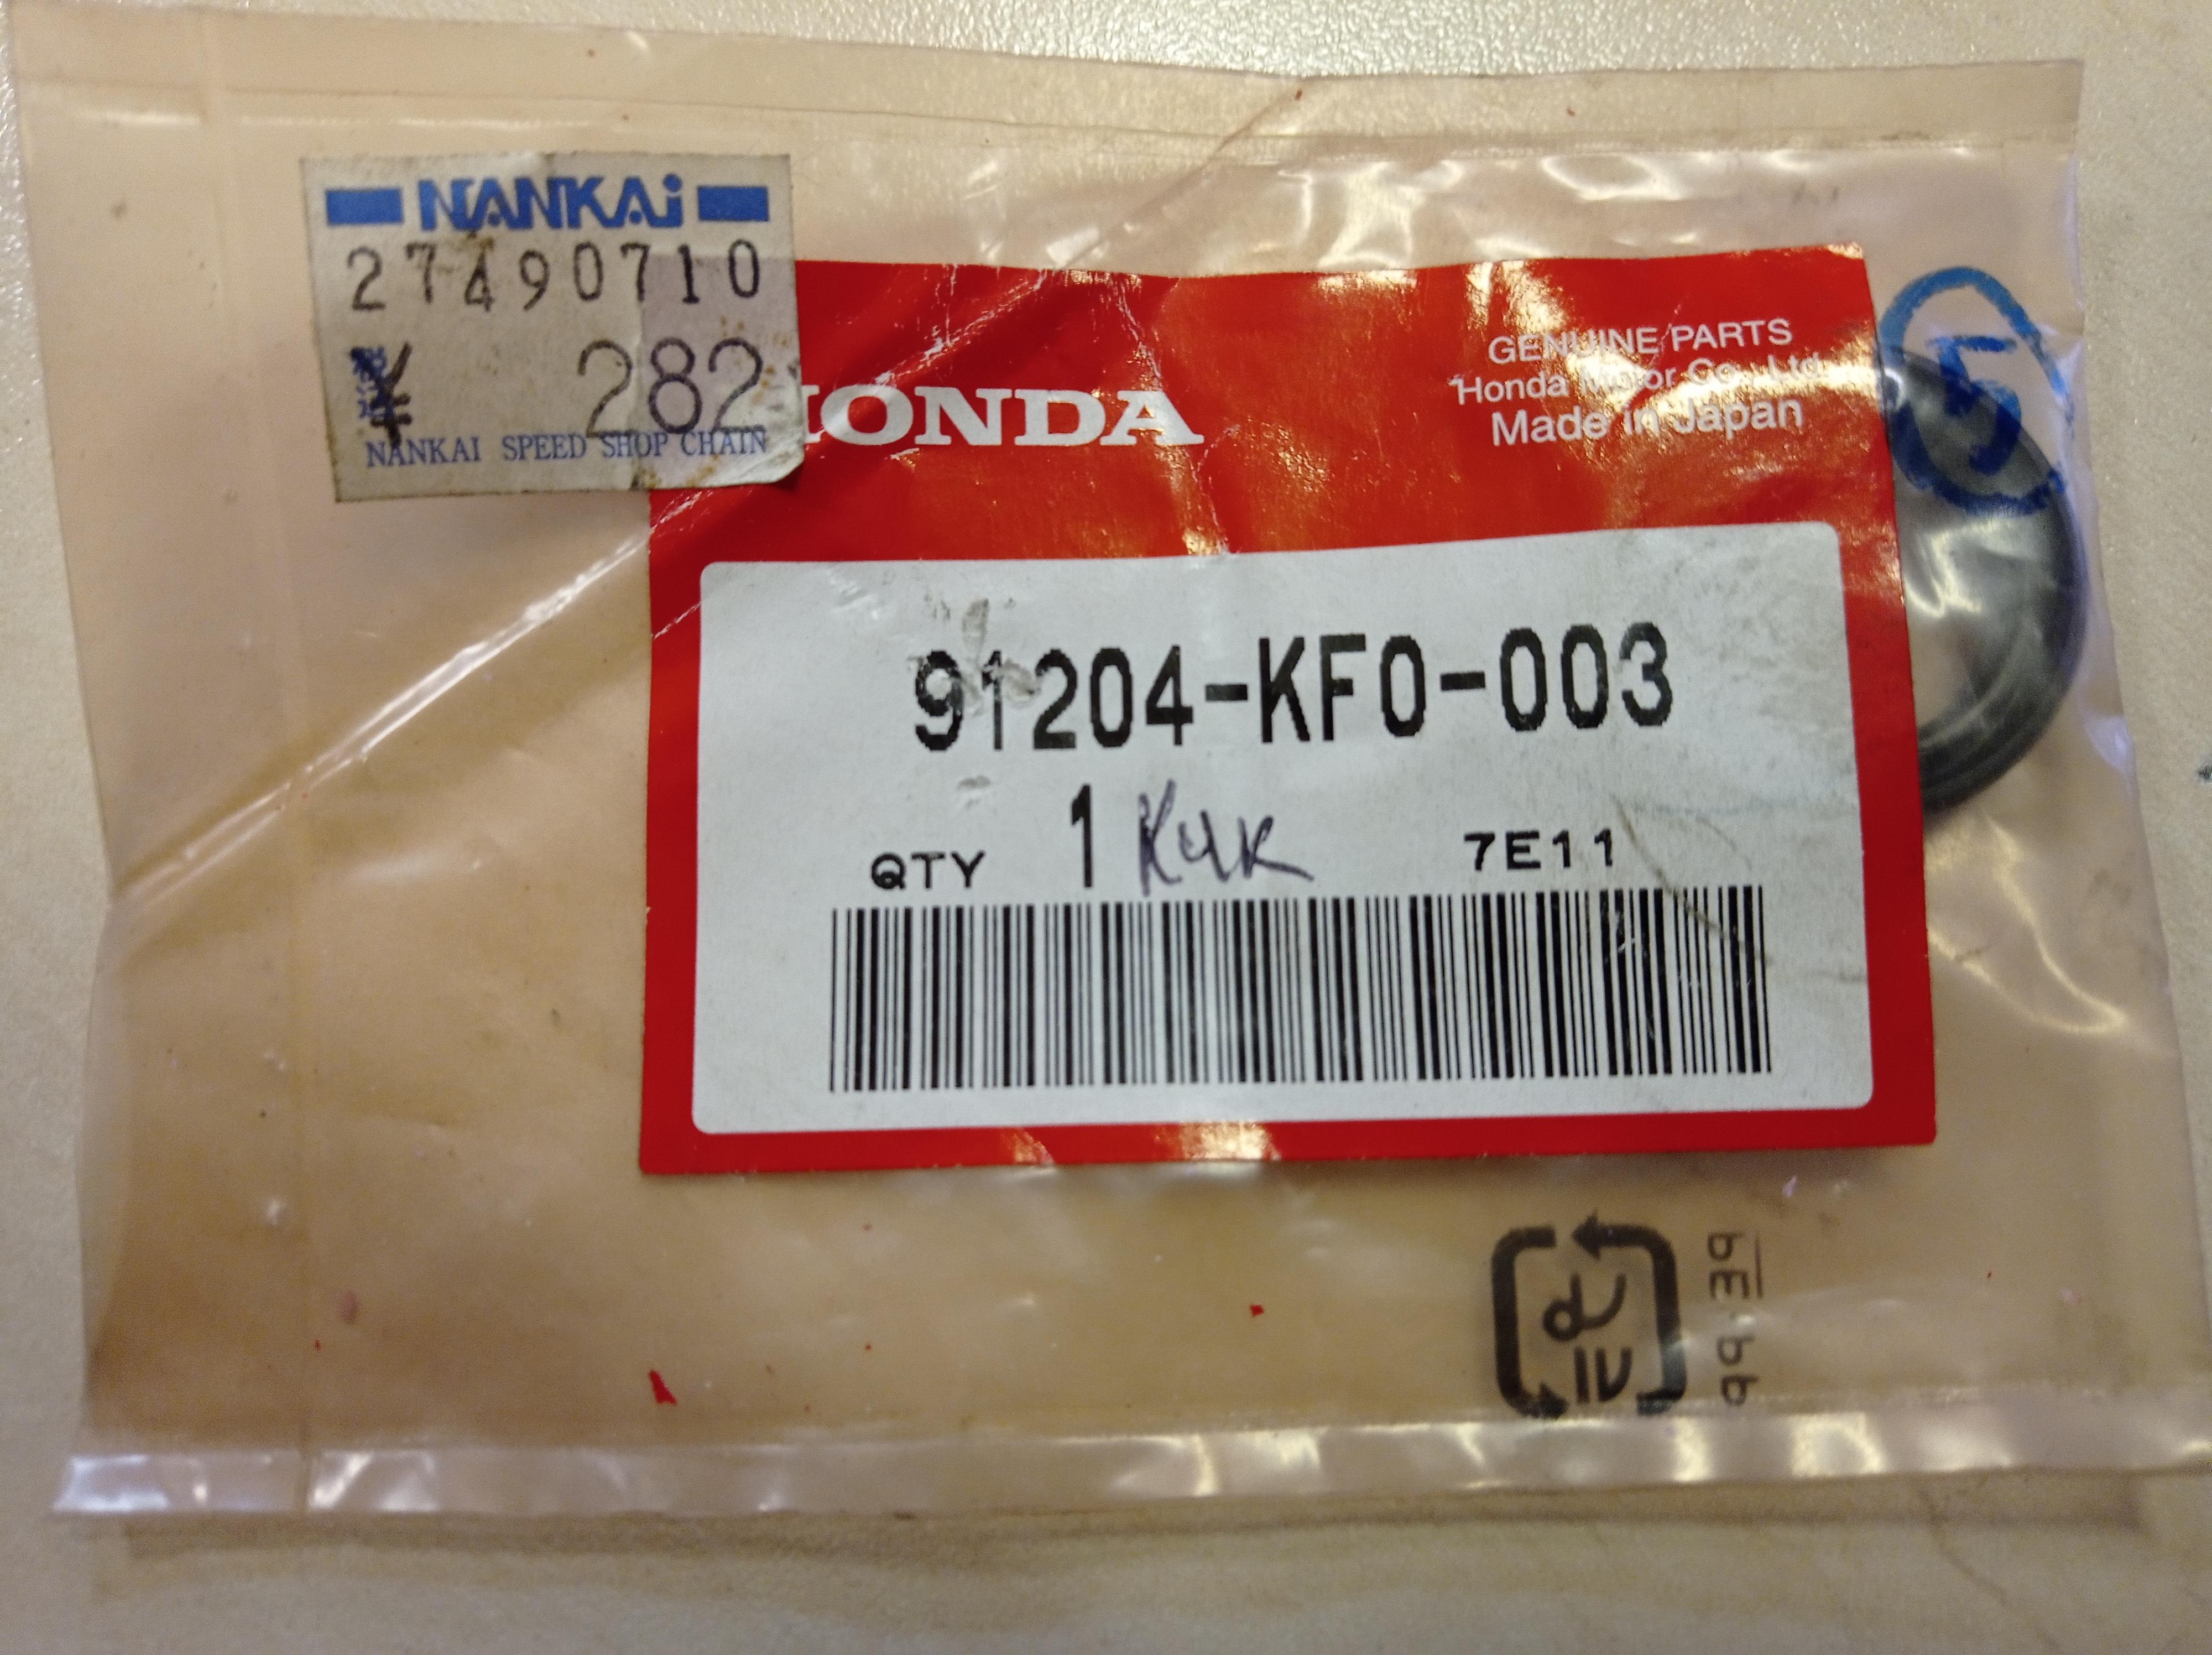 NANKAi
27490710
¥ 282
NANKAI SPEED SHOP CHAIN
HONDA
GENUINE PARTS
Honda Motor Co., Ltd.
Made in Japan
5
91204-KF0-003
QTY 1 7E11